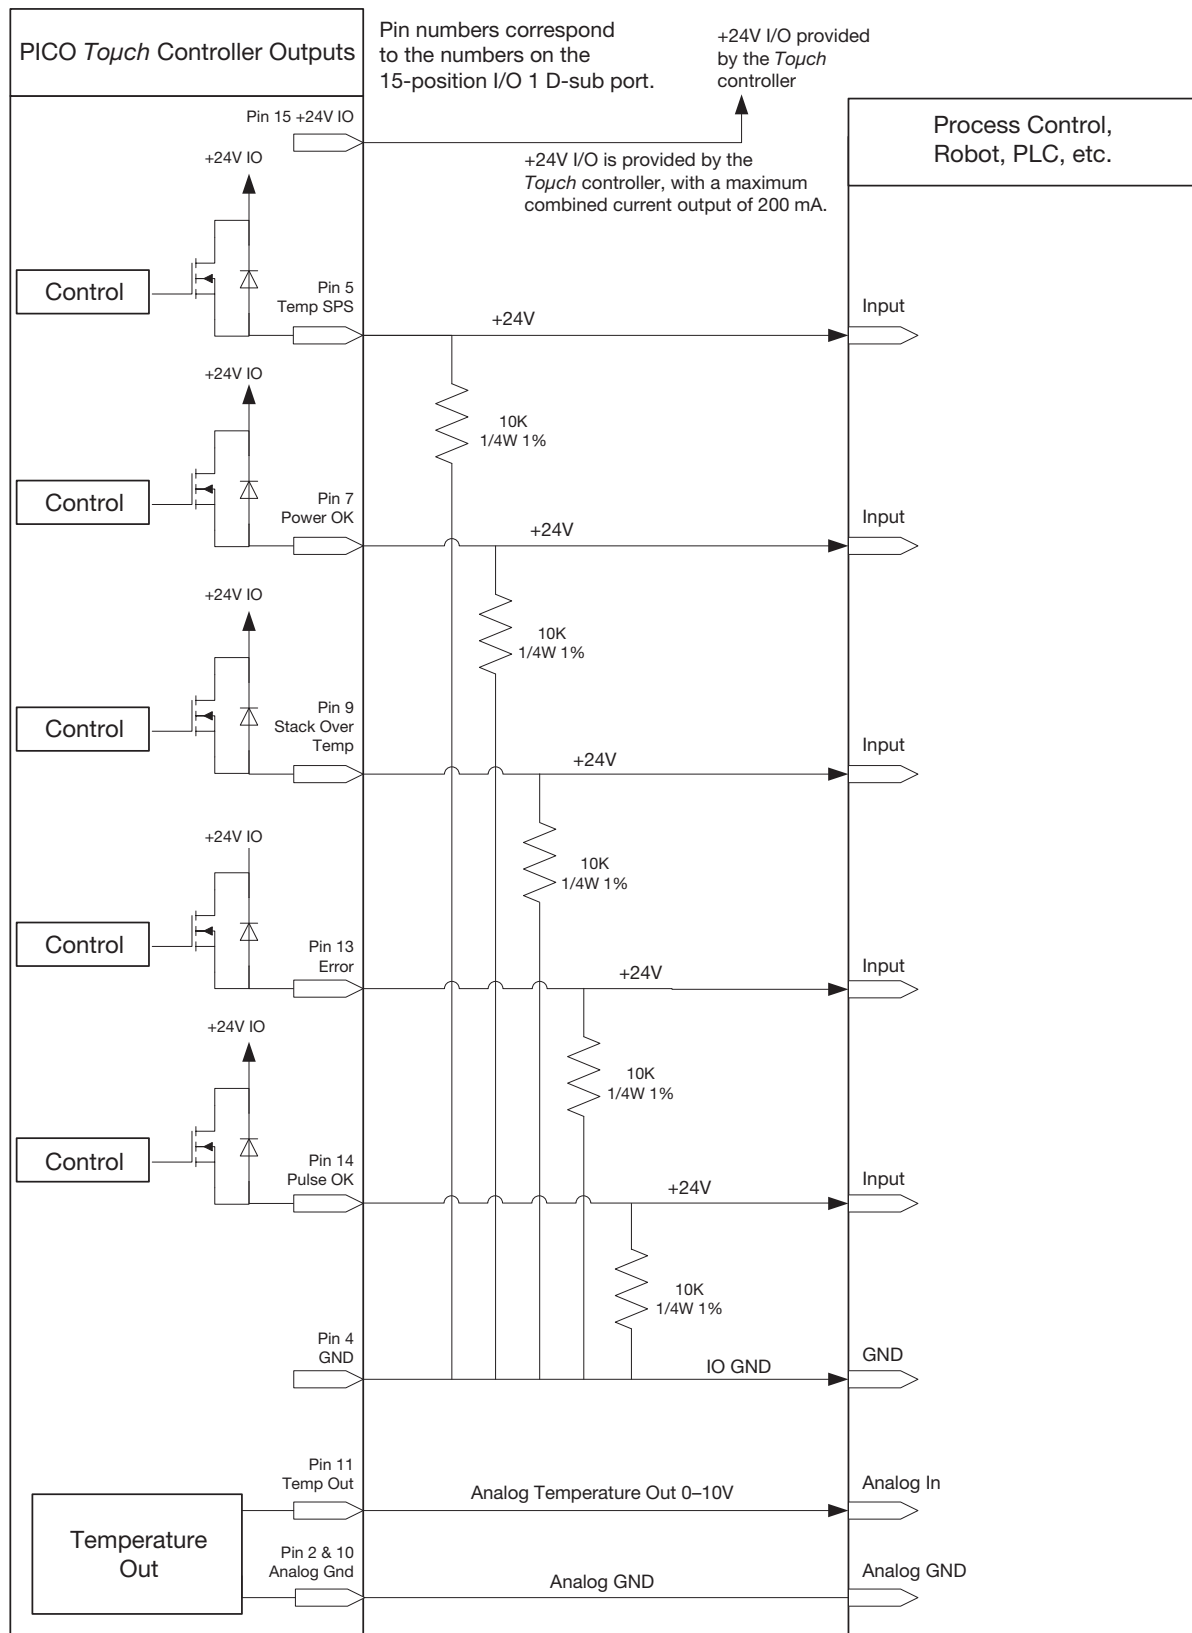 PICO Toµch Controller Outputs
Pin numbers correspond
to the numbers on the
15-position I/O 1 D-sub port.
+24V I/O provided
by the Toµch
controller
Process Control,
Robot, PLC, etc.
Pin 15 +24V IO
+24V I/O is provided by the
Toµch controller, with a maximum
combined current output of 200 mA.
+24V IO
Control
Pin 5
Temp SPS
+24V
Input
10K
1/4W 1%
+24V IO
Control
Pin 7
Power OK
+24V
Input
10K
1/4W 1%
+24V IO
Control
Pin 9
Stack Over
Temp
+24V
Input
10K
1/4W 1%
+24V IO
Control
Pin 13
Error
+24V
Input
10K
1/4W 1%
+24V IO
Control
Pin 14
Pulse OK
+24V
Input
10K
1/4W 1%
Pin 4
GND
IO GND
GND
Temperature
Out
Pin 11
Temp Out
Analog Temperature Out 0–10V
Analog In
Pin 2 & 10
Analog Gnd
Analog GND
Analog GND